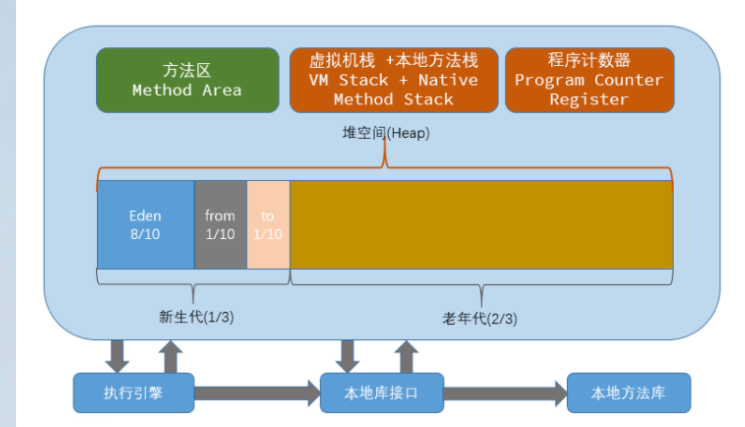 方法区
Method Area
虚拟机栈 +本地方法栈
VM Stack + Native
Method Stack
程序计数器
Program Counter
Register
堆空间(Heap)
Eden
8/10
from
1/10
to
1/10
新生代(1/3)
老年代(2/3)
执行引擎
本地库接口
本地方法库